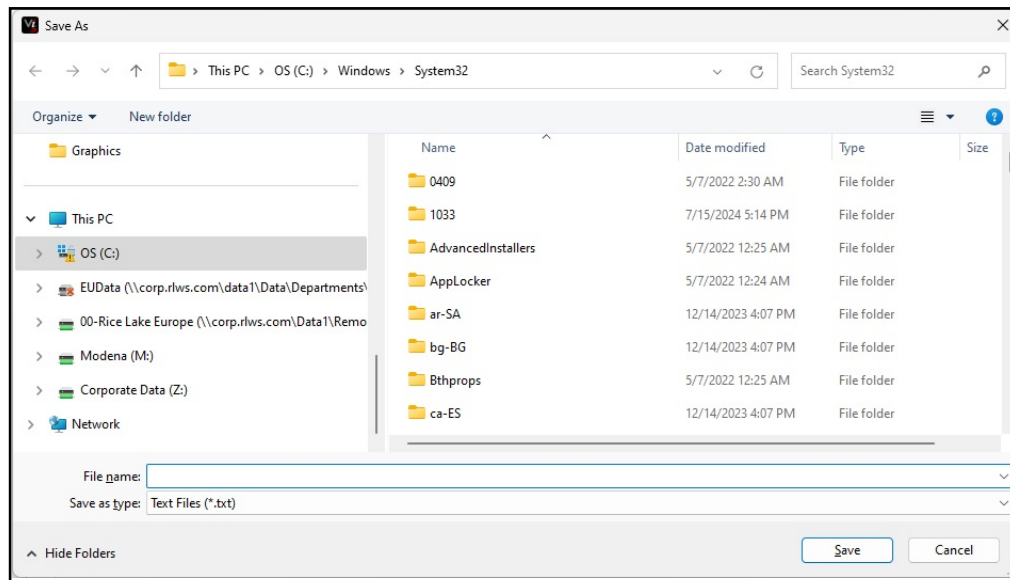 Save As
This PC > OS (C:) > Windows > System32
Search System32
Organize
New folder
Graphics
This PC
OS (C:)
EUData (\\corp.rlws.com\data1\Data\Departments\
00-Rice Lake Europe (\\corp.rlws.com\Data1\Remo
Modena (M:)
Corporate Data (Z:)
Network
Name Date modified Type Size
0409 5/7/2022 2:30 AM File folder
1033 7/15/2024 5:14 PM File folder
AdvancedInstallers 5/7/2022 12:25 AM File folder
AppLocker 5/7/2022 12:24 AM File folder
ar-SA 12/14/2023 4:07 PM File folder
bg-BG 12/14/2023 4:07 PM File folder
Bthprops 5/7/2022 12:25 AM File folder
ca-ES 12/14/2023 4:07 PM File folder
File name:
Save as type: Text Files (*.txt)
Hide Folders
Save
Cancel